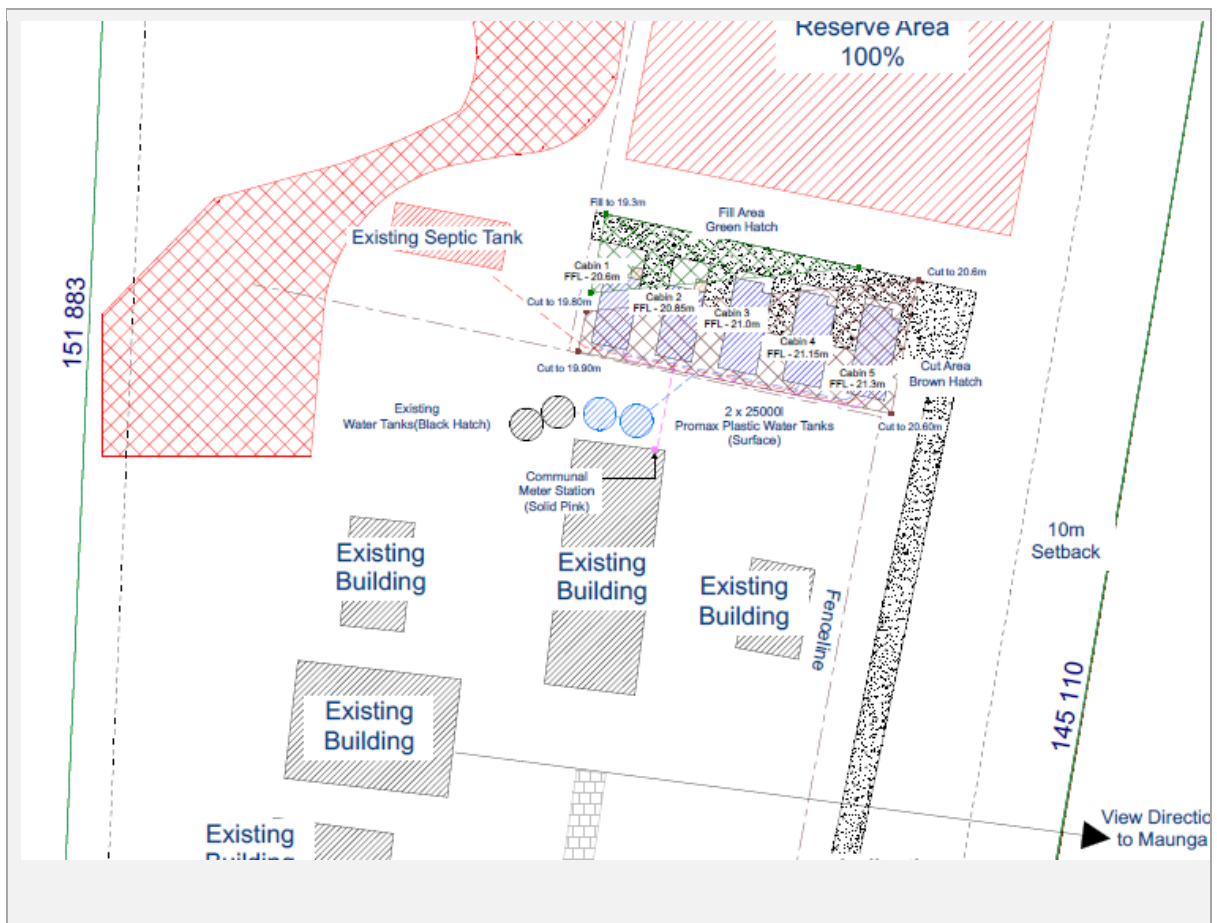 Reserve Area
100%
Fill to 19.3m
Fill Area
Green Hatch
Existing Septic Tank
Cabin 1
FFL - 20.6m
Cut to 20.6m
Cut to 19.80m
Cabin 2
FFL - 20.85m
Cabin 3
FFL - 21.0m
Cabin 4
FFL - 21.15m
Cabin 5
FFL - 21.3m
Cut Area
Brown Hatch
151 883
Cut to 19.90m
Existing
Water Tanks(Black Hatch)
2 x 25000l
Promax Plastic Water Tanks
(Surface)
Cut to 20.60m
Communal
Meter Station
(Solid Pink)
10m
Setback
Existing
Building
Existing
Building
Existing
Building
Fenceline
145 110
Existing
Building
View Directio
to Maunga
Existing